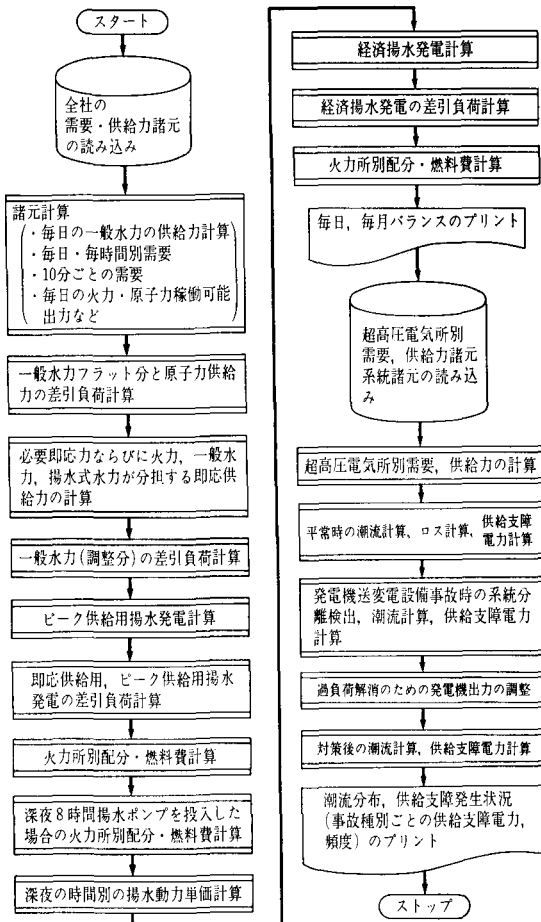 スタート
全社の
需要・供給力諸元
の読み込み
諸元計算
・毎日の一般水力の供給力計算
・毎日・毎時間別需要
・10分ごとの需要
・毎日の火力・原子力稼働可能
出力など
一般水力フラット分と原子力供給
力の差引負荷計算
必要即応力ならびに火力，一般水
力，揚水式水力が分担する即応供
給力の計算
一般水力(調整分)の差引負荷計算
ピーク供給用揚水発電計算
即応供給用，ピーク供給用揚水
発電の差引負荷計算
火力所別配分・燃料費計算
深夜8時間揚水ポンプを投入した
場合の火力所別配分・燃料費計算
深夜の時間別の揚水動力単価計算
経済揚水発電計算
経済揚水発電の差引負荷計算
火力所別配分・燃料費計算
毎日，毎月バランスのプリント
超高圧電気所別
需要，供給力諸元
系統諸元の読み込
み
超高圧電気所別需要，供給力の計算
平常時の潮流計算、ロス計算、供給支障
電力計算
発電機送変電設備事故時の系統分
離検出，潮流計算，供給支障電力
計算
過負荷解消のための発電機出力の調整
対策後の潮流計算、供給支障電力計算
潮流分布，供給支障発生状況
(事故種別ごとの供給支障電力，
頻度）のプリント
ストップ